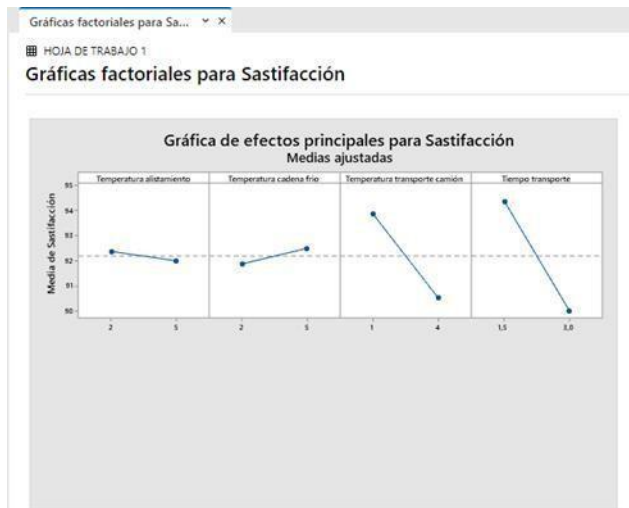 Gráficas factoriales para Sa...
HOJA DE TRABAJO 1
Gráficas factoriales para Sastifacción
Gráfica de efectos principales para Sastifacción
Medias ajustadas
Temperatura alistamiento Temperatura cadena frio Temperatura transporte camión Tiempo transporte
Media de Sastifacción
95
94
93
92
91
90
2 5 2 5 1 4 1,5 3,0